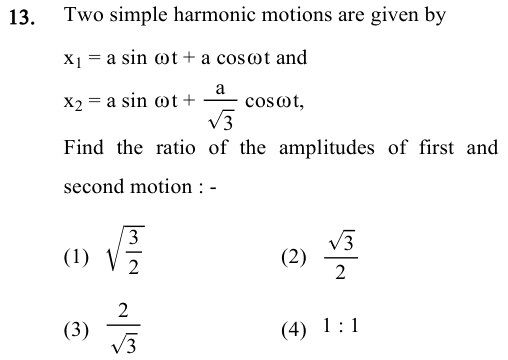 13. Two simple harmonic motions are given by
x₁ = a sin ωt + a cosωt and
x₂ = a sin ωt + a/√3 cosωt,
Find the ratio of the amplitudes of first and
second motion : -
(1) √(3/2) (2) √3/2
(3) 2/√3 (4) 1 : 1